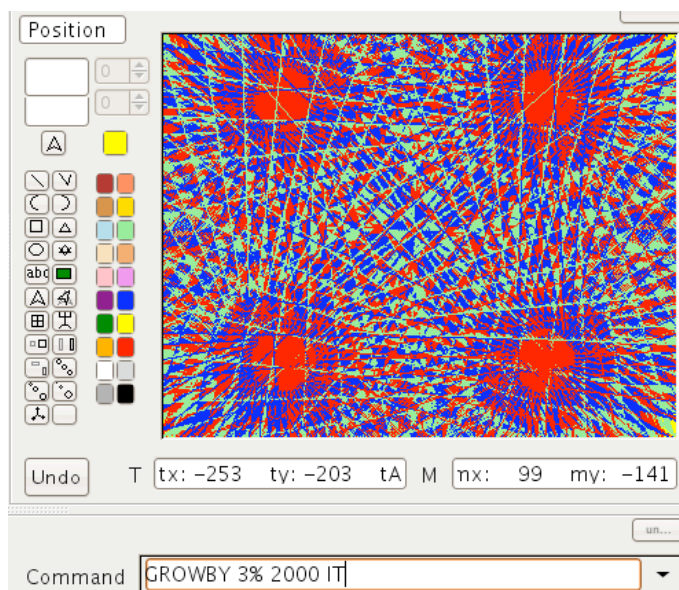 Position
0
0
abc
Undo T tx: -253 ty: -203 tA M mx: 99 my: -141
un...
Command GROWBY 3% 2000 IT